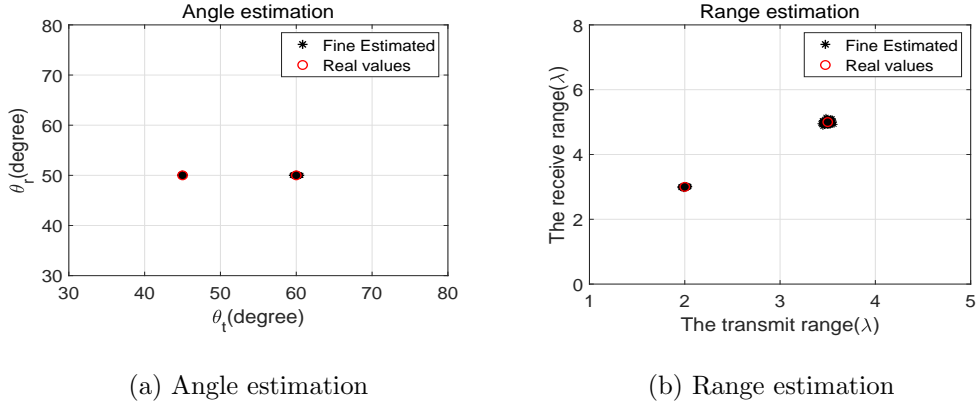 Angle estimation
80
70
60
50
40
30
30
40
50
60
70
80
θr(degree)
θt(degree)
Fine Estimated
Real values
(a) Angle estimation
Range estimation
8
6
4
2
0
1
2
3
4
5
The receive range(λ)
The transmit range(λ)
Fine Estimated
Real values
(b) Range estimation